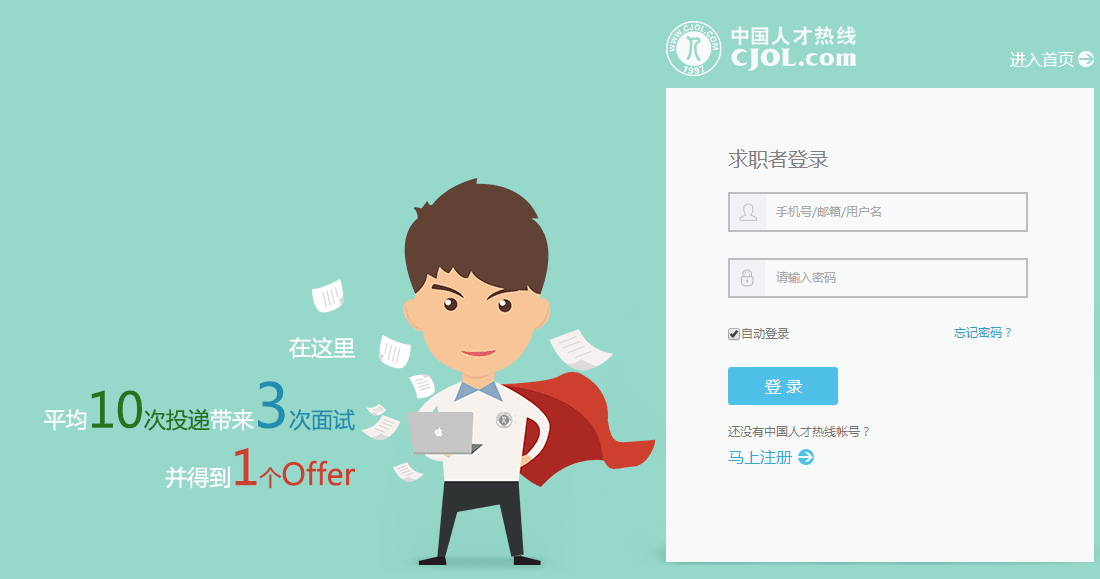 WWW.CJOL.COM
1997
中国人才热线
CJOL.com
进入首页
求职者登录
手机号/邮箱/用户名
请输入密码
自动登录
忘记密码？
登 录
还没有中国人才热线帐号？
马上注册
在这里
平均10次投递带来3次面试
并得到1个Offer